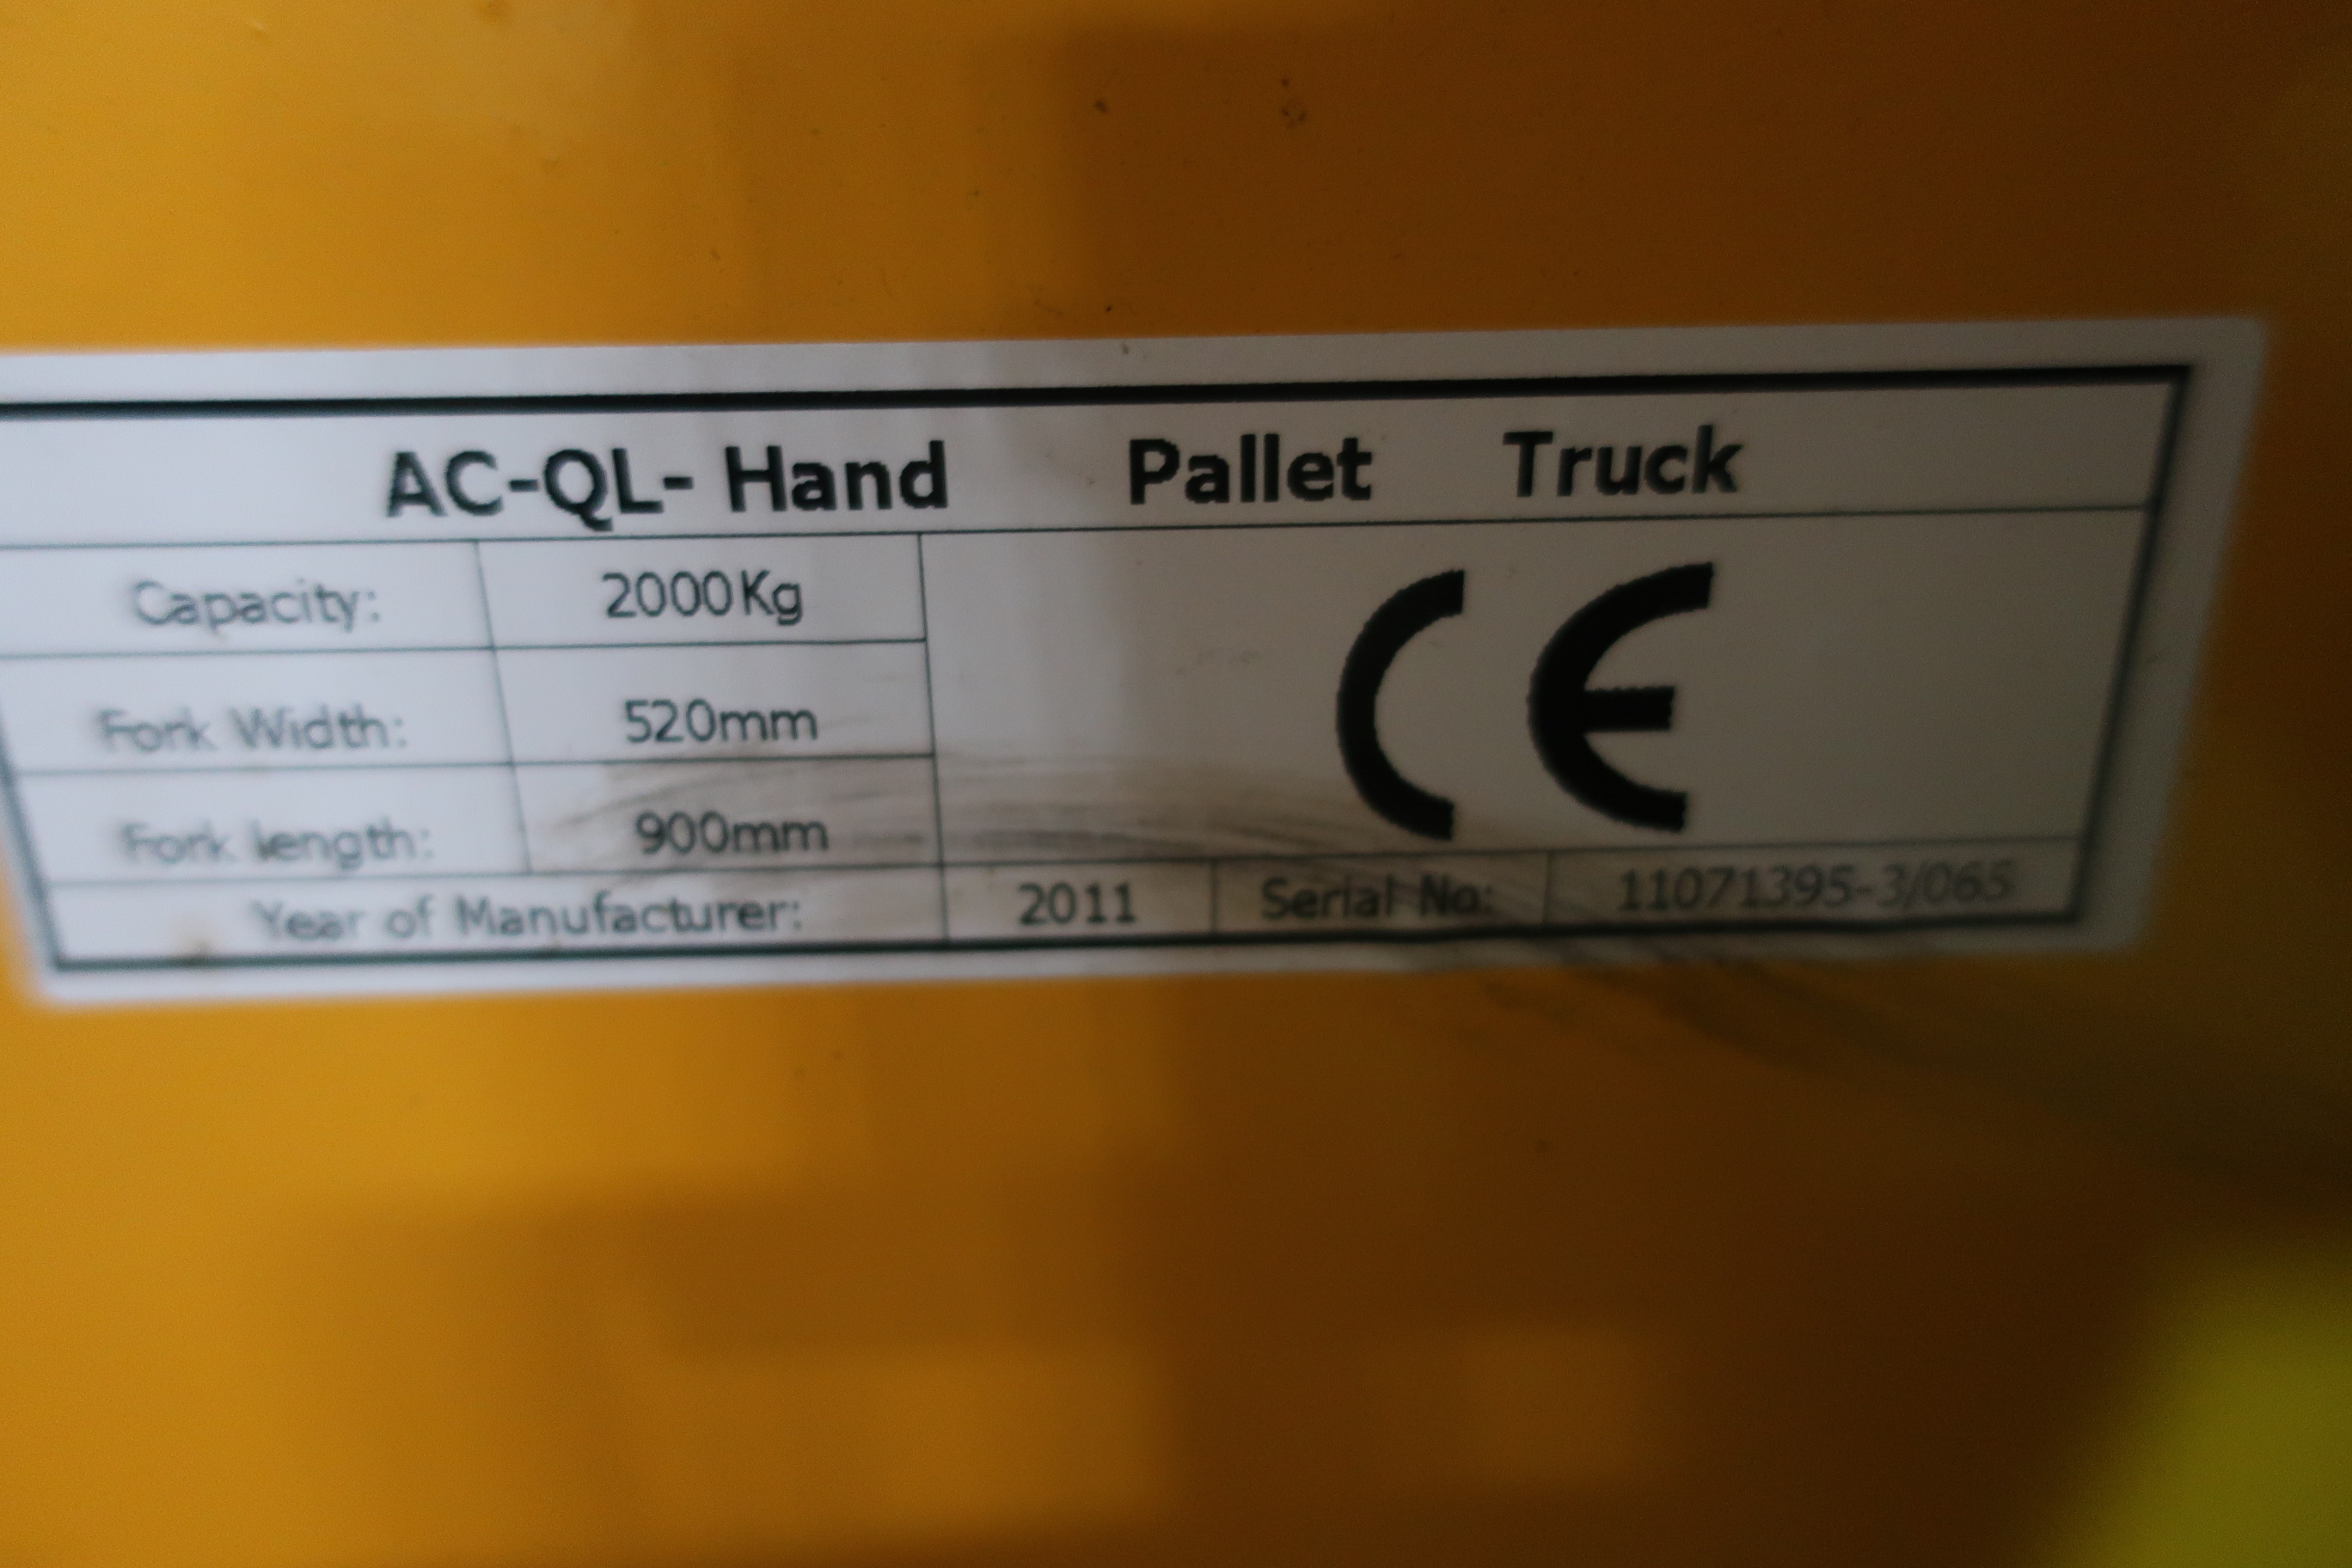 AC-QL- Hand Pallet Truck
Capacity: 2000Kg
CE
Fork Width: 520mm
Fork length: 900mm
Year of Manufacturer: 2011 Serial No: 11071395-3/065